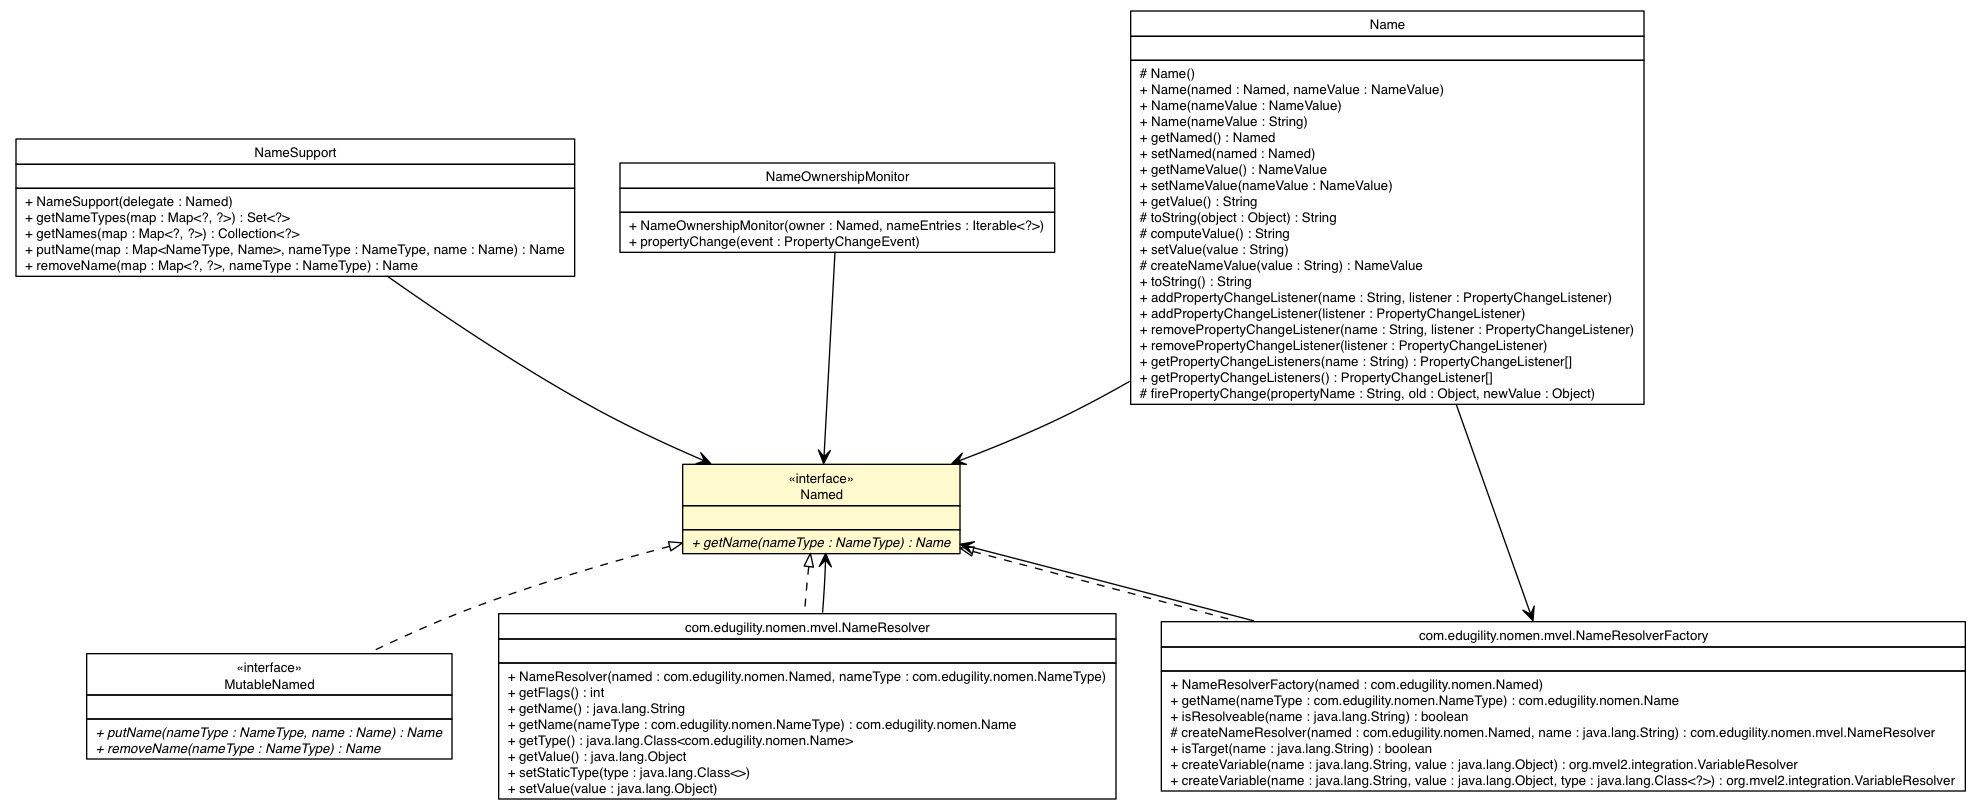 Name
# Name()
+ Name(named : Named, nameValue : NameValue)
+ Name(nameValue : NameValue)
+ Name(nameValue : String)
+ getNamed() : Named
+ setNamed(named : Named)
+ getNameValue() : NameValue
+ setNameValue(nameValue : NameValue)
+ getValue() : String
# toString(object : Object) : String
# computeValue() : String
+ setValue(value : String)
# createNameValue(value : String) : NameValue
+ toString() : String
+ addPropertyChangeListener(name : String, listener : PropertyChangeListener)
+ addPropertyChangeListener(listener : PropertyChangeListener)
+ removePropertyChangeListener(name : String, listener : PropertyChangeListener)
+ removePropertyChangeListener(listener : PropertyChangeListener)
+ getPropertyChangeListeners(name : String) : PropertyChangeListener[]
+ getPropertyChangeListeners() : PropertyChangeListener[]
# firePropertyChange(propertyName : String, old : Object, newValue : Object)
NameSupport
+ NameSupport(delegate : Named)
+ getNameTypes(map : Map<?, ?>) : Set<?>
+ getNames(map : Map<?, ?>) : Collection<?>
+ putName(map : Map<NameType, Name>, nameType : NameType, name : Name) : Name
+ removeName(map : Map<?, ?>, nameType : NameType) : Name
NameOwnershipMonitor
+ NameOwnershipMonitor(owner : Named, nameEntries : Iterable<?>)
+ propertyChange(event : PropertyChangeEvent)
«interface»
Named
+ getName(nameType : NameType) : Name
«interface»
MutableNamed
+ putName(nameType : NameType, name : Name) : Name
+ removeName(nameType : NameType) : Name
com.edugility.nomen.mvel.NameResolver
+ NameResolver(named : com.edugility.nomen.Named, nameType : com.edugility.nomen.NameType)
+ getFlags() : int
+ getName() : java.lang.String
+ getName(nameType : com.edugility.nomen.NameType) : com.edugility.nomen.Name
+ getType() : java.lang.Class<com.edugility.nomen.Name>
+ getValue() : java.lang.Object
+ setStaticType(type : java.lang.Class<>)
+ setValue(value : java.lang.Object)
com.edugility.nomen.mvel.NameResolverFactory
+ NameResolverFactory(named : com.edugility.nomen.Named)
+ getName(nameType : com.edugility.nomen.NameType) : com.edugility.nomen.Name
+ isResolveable(name : java.lang.String) : boolean
# createNameResolver(named : com.edugility.nomen.Named, name : java.lang.String) : com.edugility.nomen.mvel.NameResolver
+ isTarget(name : java.lang.String) : boolean
+ createVariable(name : java.lang.String, value : java.lang.Object) : org.mvel2.integration.VariableResolver
+ createVariable(name : java.lang.String, value : java.lang.Object, type : java.lang.Class<?>) : org.mvel2.integration.VariableResolver